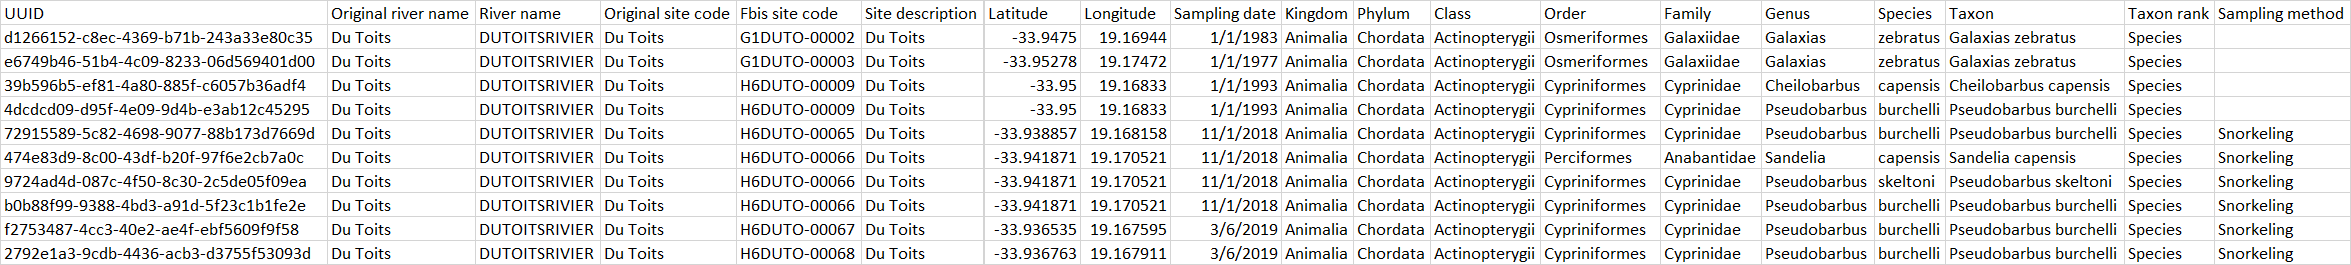 UUID Original river name River name Original site code Fbis site code Site description Latitude Longitude Sampling date Kingdom Phylum Class Order Family Genus Species Taxon Taxon rank Sampling method
d1266152-c8ec-4369-b71b-243a33e80c35 Du Toits DUTOITSRIVIER Du Toits G1DUTO-00002 Du Toits -33.9475 19.16944 1/1/1983 Animalia Chordata Actinopterygii Osmeriformes Galaxiidae Galaxias zebratus Galaxias zebratus Species
e6749b46-51b4-4c09-8233-06d569401d00 Du Toits DUTOITSRIVIER Du Toits G1DUTO-00003 Du Toits -33.95278 19.17472 1/1/1977 Animalia Chordata Actinopterygii Osmeriformes Galaxiidae Galaxias zebratus Galaxias zebratus Species
39b596b5-ef81-4a80-885f-c6057b36adf4 Du Toits DUTOITSRIVIER Du Toits H6DUTO-00009 Du Toits -33.95 19.16833 1/1/1993 Animalia Chordata Actinopterygii Cypriniformes Cyprinidae Cheilobarbus capensis Cheilobarbus capensis Species
4dcdcd09-d95f-4e09-9d4b-e3ab12c45295 Du Toits DUTOITSRIVIER Du Toits H6DUTO-00009 Du Toits -33.95 19.16833 1/1/1993 Animalia Chordata Actinopterygii Cypriniformes Cyprinidae Pseudobarbus burchelli Pseudobarbus burchelli Species
72915589-5c82-4698-9077-88b173d7669d Du Toits DUTOITSRIVIER Du Toits H6DUTO-00065 Du Toits -33.938857 19.168158 11/1/2018 Animalia Chordata Actinopterygii Cypriniformes Cyprinidae Pseudobarbus burchelli Pseudobarbus burchelli Species Snorkeling
474e83d9-8c00-43df-b20f-97f6e2cb7a0c Du Toits DUTOITSRIVIER Du Toits H6DUTO-00066 Du Toits -33.941871 19.170521 11/1/2018 Animalia Chordata Actinopterygii Perciformes Anabantidae Sandelia capensis Sandelia capensis Species Snorkeling
9724ad4d-087c-4f50-8c30-2c5de05f09ea Du Toits DUTOITSRIVIER Du Toits H6DUTO-00066 Du Toits -33.941871 19.170521 11/1/2018 Animalia Chordata Actinopterygii Cypriniformes Cyprinidae Pseudobarbus skeltoni Pseudobarbus skeltoni Species Snorkeling
b0b88f99-9388-4bd3-a91d-5f23c1b1fe2e Du Toits DUTOITSRIVIER Du Toits H6DUTO-00066 Du Toits -33.941871 19.170521 11/1/2018 Animalia Chordata Actinopterygii Cypriniformes Cyprinidae Pseudobarbus burchelli Pseudobarbus burchelli Species Snorkeling
f2753487-4cc3-40e2-ae4f-ebf5609f9f58 Du Toits DUTOITSRIVIER Du Toits H6DUTO-00067 Du Toits -33.936535 19.167595 3/6/2019 Animalia Chordata Actinopterygii Cypriniformes Cyprinidae Pseudobarbus burchelli Pseudobarbus burchelli Species Snorkeling
2792e1a3-9cdb-4436-acb3-d3755f53093d Du Toits DUTOITSRIVIER Du Toits H6DUTO-00068 Du Toits -33.936763 19.167911 3/6/2019 Animalia Chordata Actinopterygii Cypriniformes Cyprinidae Pseudobarbus burchelli Pseudobarbus burchelli Species Snorkeling